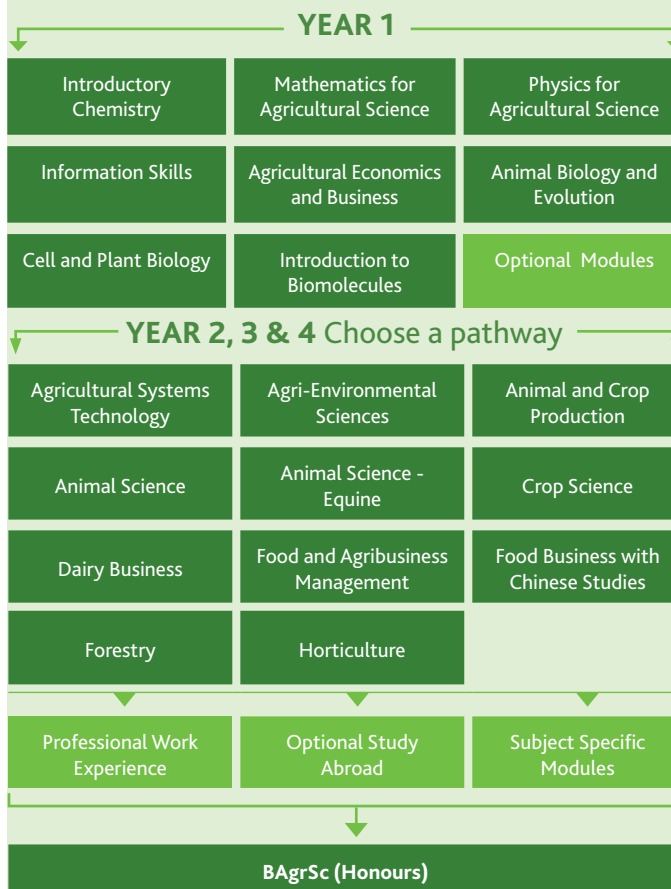 YEAR 1
Introductory
Chemistry
Mathematics for
Agricultural Science
Physics for
Agricultural Science
Information Skills
Agricultural Economics
and Business
Animal Biology and
Evolution
Cell and Plant Biology
Introduction to
Biomolecules
Optional Modules
YEAR 2, 3 & 4 Choose a pathway
Agricultural Systems
Technology
Agri-Environmental
Sciences
Animal and Crop
Production
Animal Science
Animal Science -
Equine
Crop Science
Dairy Business
Food and Agribusiness
Management
Food Business with
Chinese Studies
Forestry
Horticulture
Professional Work
Experience
Optional Study
Abroad
Subject Specific
Modules
BAgrSc (Honours)